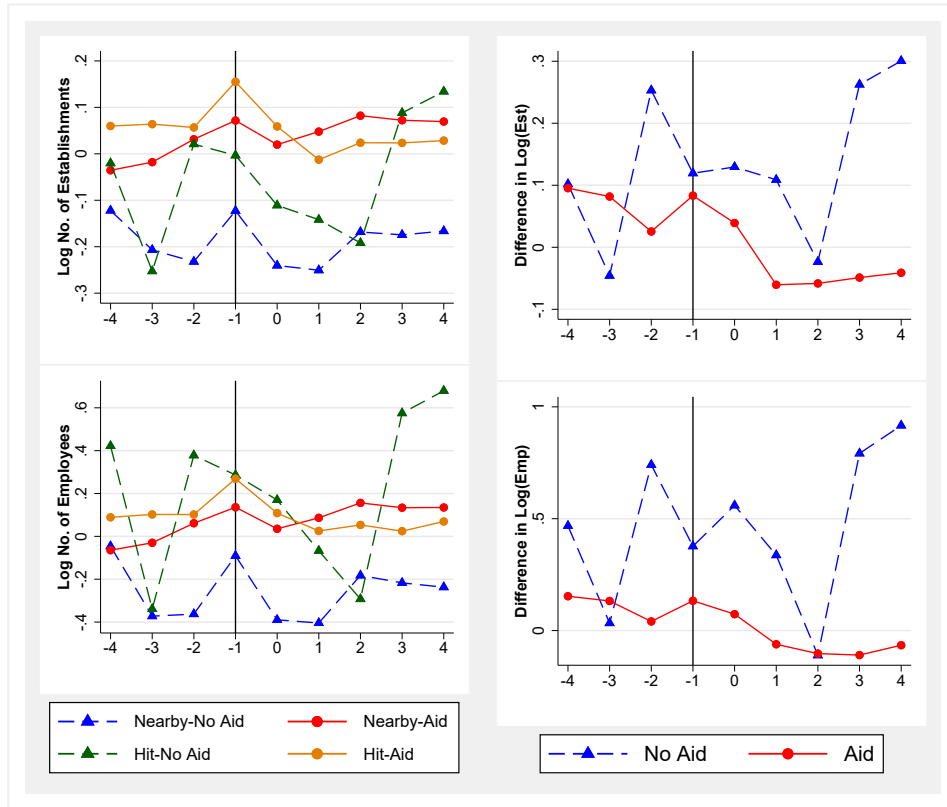 Log No. of Establishments
.2
.1
0
-.1
-.2
-.3
-4 -3 -2 -1 0 1 2 3 4
Difference in Log(Est)
.3
.2
.1
0
-.1
-4 -3 -2 -1 0 1 2 3 4
Log No. of Employees
.6
.4
.2
0
-.2
-.4
-4 -3 -2 -1 0 1 2 3 4
Difference in Log(Emp)
1
.5
0
-4 -3 -2 -1 0 1 2 3 4
Nearby-No Aid Nearby-Aid
Hit-No Aid Hit-Aid
No Aid Aid